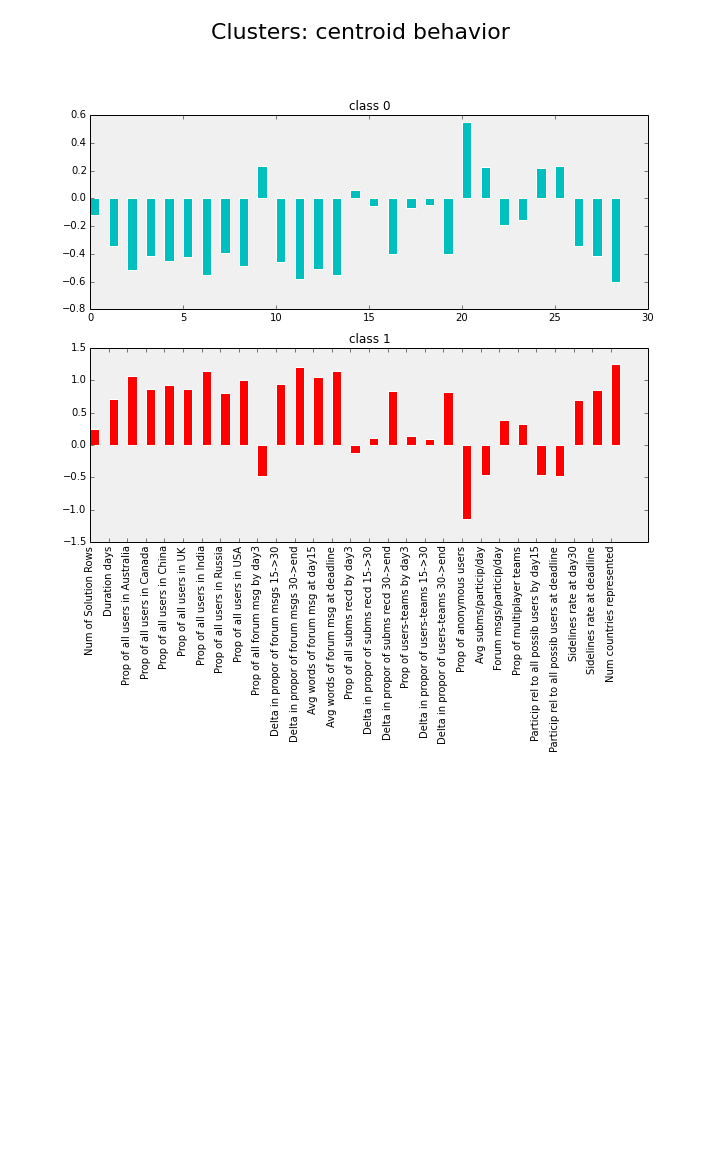 Clusters: centroid behavior
class 0
0.6
0.4
0.2
0.0
−0.2
−0.4
−0.6
−0.8
0 5 10 15 20 25 30
class 1
1.5
1.0
0.5
0.0
−0.5
−1.0
−1.5
Num of Solution Rows
Duration days
Prop of all users in Australia
Prop of all users in Canada
Prop of all users in China
Prop of all users in UK
Prop of all users in India
Prop of all users in Russia
Prop of all users in USA
Prop of all forum msg by day3
Delta in propor of forum msgs 15->30
Delta in propor of forum msgs 30->end
Avg words of forum msg at day15
Avg words of forum msg at deadline
Prop of all subms recd by day3
Delta in propor of subms recd 15->30
Delta in propor of subms recd 30->end
Prop of users-teams by day3
Delta in propor of users-teams 15->30
Delta in propor of users-teams 30->end
Prop of anonymous users
Avg subms/particip/day
Forum msgs/particip/day
Prop of multiplayer teams
Particip rel to all possib users by day15
Particip rel to all possib users at deadline
Sidelines rate at day30
Sidelines rate at deadline
Num countries represented